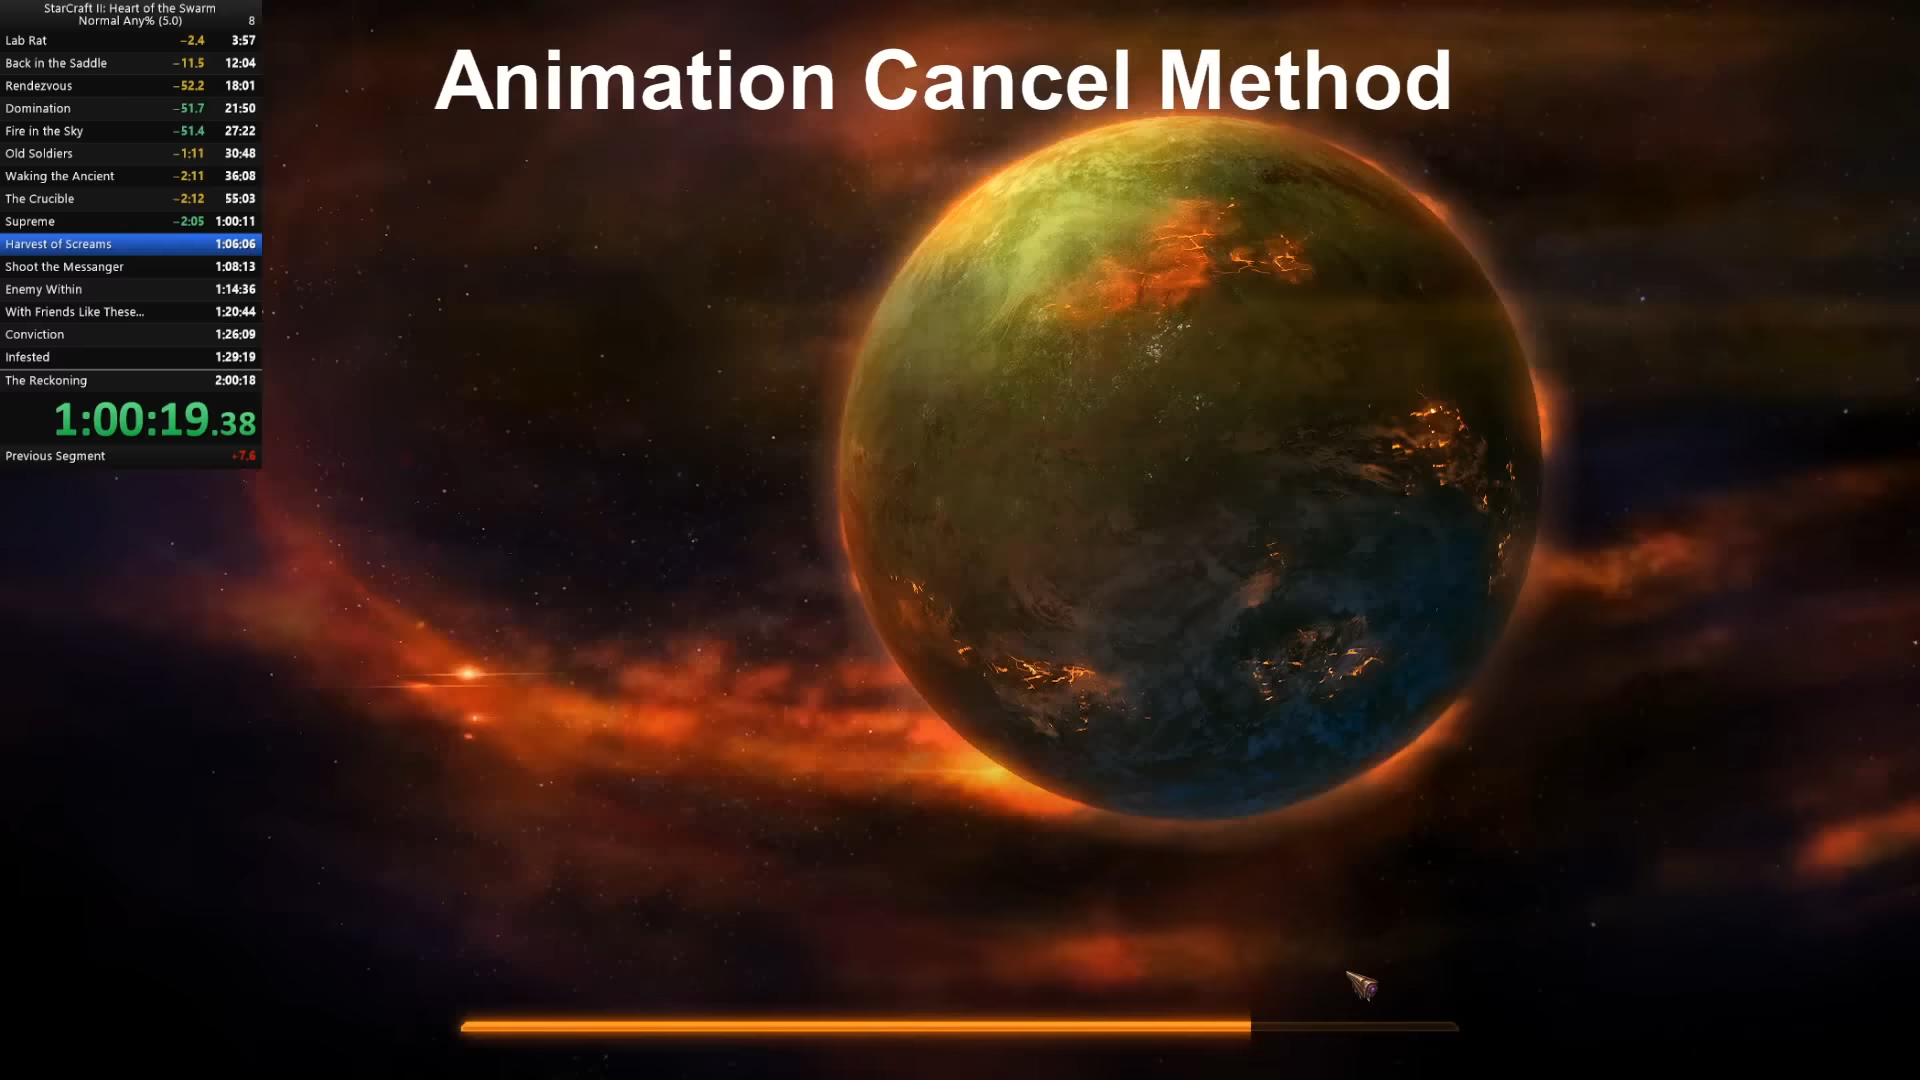 StarCraft II: Heart of the Swarm
Normal Any% (5.0) 8
Lab Rat −2.4 3:57
Back in the Saddle −11.5 12:04
Rendezvous −52.2 18:01
Domination −51.7 21:50
Fire in the Sky −51.4 27:22
Old Soldiers −1:11 30:48
Waking the Ancient −2:11 36:08
The Crucible −2:12 55:03
Supreme −2:05 1:00:11
Harvest of Screams 1:06:06
Shoot the Messanger 1:08:13
Enemy Within 1:14:36
With Friends Like These... 1:20:44
Conviction 1:26:09
Infested 1:29:19
The Reckoning 2:00:18
1:00:19.38
Previous Segment +7.6
Animation Cancel Method